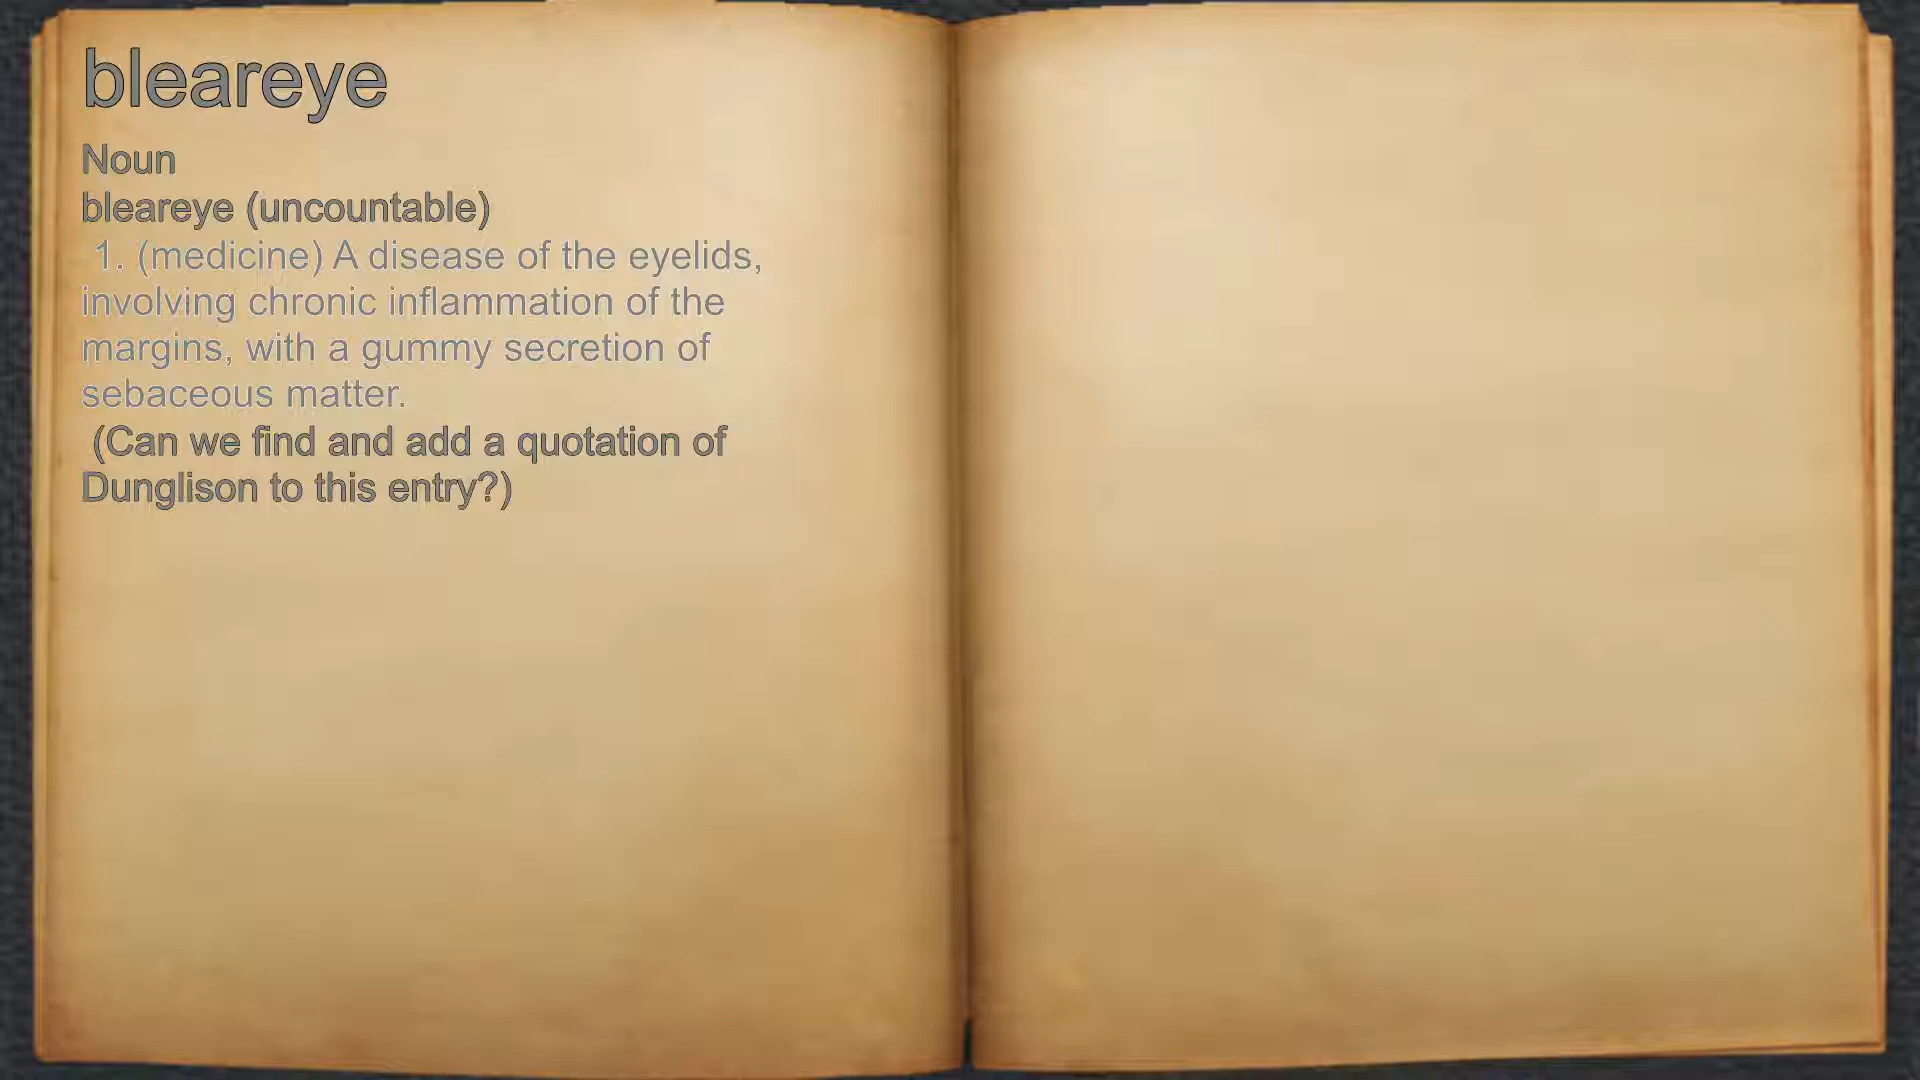 bleareye
Noun
bleareye (uncountable)
1. (medicine) A disease of the eyelids,
involving chronic inflammation of the
margins, with a gummy secretion of
sebaceous matter.
(Can we find and add a quotation of
Dunglison to this entry?)